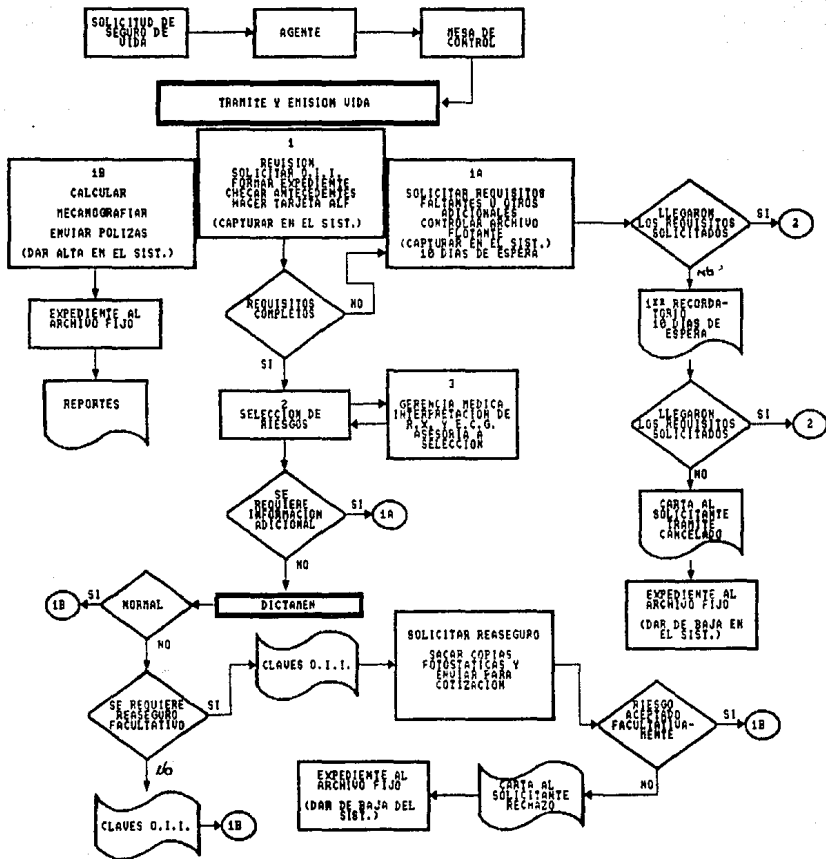 SOLICITUD DE
SEGURO DE
VIDA
AGENTE
MESA DE
CONTROL
TRAMITE Y EMISION VIDA
1B
CALCULAR
MECANOGRAFIAR
ENVIAR POLIZAS
(DAR ALTA EN EL SIST.)
1
REVISION
SOLICITAR O.I.I.
FORMAR EXPEDIENTE
CHECAR ANTECEDENTES
HACER TARJETA ALF
(CAPTURAR EN EL SIST.)
1A
SOLICITAR REQUISITOS
FALTANTES U OTROS
ADICIONALES
CONTROLAR ARCHIVO
FLOTANTE
(CAPTURAR EN EL SIST.)
10 DIAS DE ESPERA
LLEGARON
LOS REQUISITOS
SOLICITADOS
SI
2
NO
EXPEDIENTE AL
ARCHIVO FIJO
REQUISITOS
COMPLETOS
NO
SI
1ER RECORDA-
TORIO
10 DIAS DE
ESPERA
REPORTES
2
SELECCION DE
RIESGOS
3
GERENCIA MEDICA
INTERPRETACION DE
R.X. Y E.C.G.
ASESORIA A
SELECCION
LLEGARON
LOS REQUISITOS
SOLICITADOS
SI
2
NO
SE
REQUIERE
INFORMACION
ADICIONAL
SI
1A
NO
CARTA AL
SOLICITANTE
TRAMITE
CANCELADO
1B
SI
NORMAL
DICTAMEN
NO
EXPEDIENTE AL
ARCHIVO FIJO
(DAR DE BAJA EN
EL SIST.)
SE REQUIERE
REASEGURO
FACULTATIVO
SI
CLAVES O.I.I.
SOLICITAR REASEGURO
SACAR COPIAS
FOTOSTATICAS Y
ENVIAR PARA
COTIZACION
RIESGO
ACEPTADO
FACULTATIVA-
MENTE
SI
1B
NO
NO
CLAVES O.I.I.
1B
EXPEDIENTE AL
ARCHIVO FIJO
(DAR DE BAJA DEL
SIST.)
CARTA AL
SOLICITANTE
RECHAZO